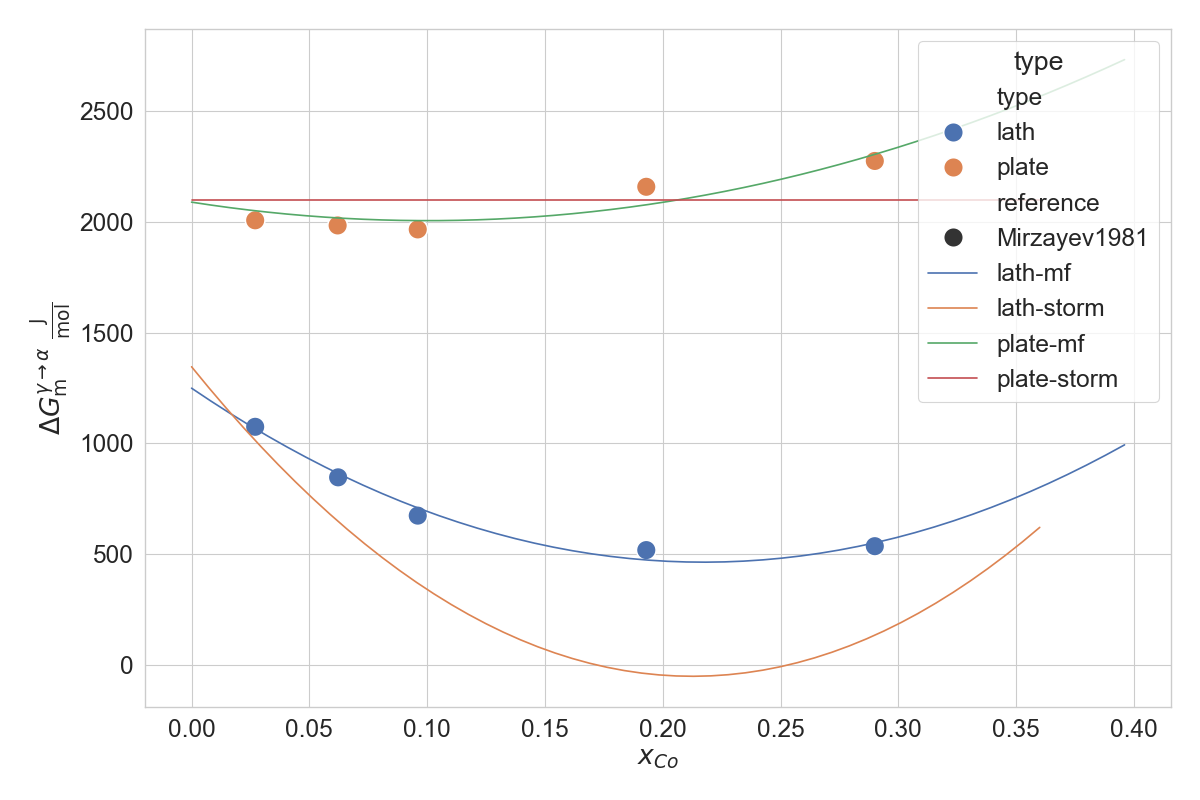 2500
2000
1500
1000
500
0
ΔG_m^{γ→α} J/mol
0.00 0.05 0.10 0.15 0.20 0.25 0.30 0.35 0.40
x_{Co}
type
type
lath
plate
reference
Mirzayev1981
lath-mf
lath-storm
plate-mf
plate-storm